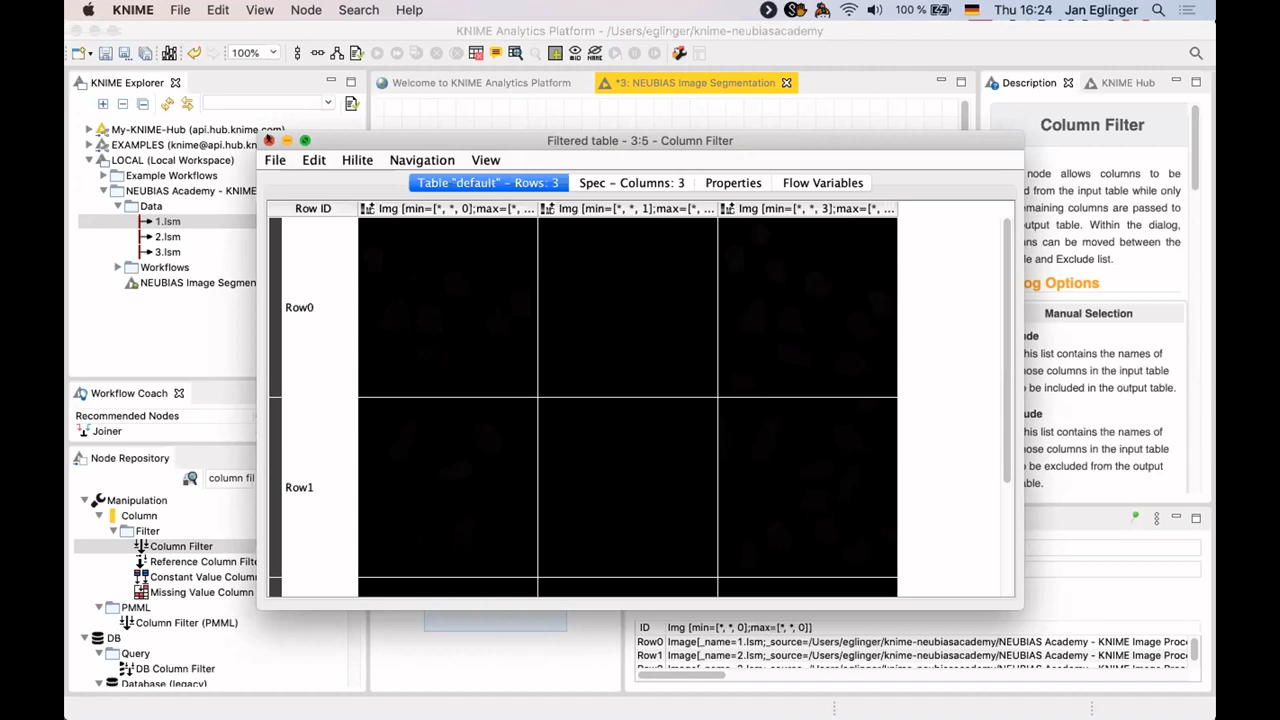 KNIME File Edit View Node Search Help 100 % Thu 16:24 Jan Eglinger
KNIME Analytics Platform - /Users/eglinger/knime-neubiasacademy
100%
KNIME Explorer
Welcome to KNIME Analytics Platform
*3: NEUBIAS Image Segmentation
Description
KNIME Hub
My-KNIME-Hub (api.hub.knime.com)
EXAMPLES (knime@api.hub.kn
LOCAL (Local Workspace)
Example Workflows
NEUBIAS Academy - KNIME
Data
1.lsm
2.lsm
3.lsm
Workflows
NEUBIAS Image Segmen
Workflow Coach
Recommended Nodes
Joiner
Node Repository
column fil
Manipulation
Column
Filter
Column Filter
Reference Column Filte
Constant Value Colum
Missing Value Column
PMML
Column Filter (PMML)
DB
Query
DB Column Filter
Database (legacy)
Filtered table - 3:5 - Column Filter
File Edit Hilite Navigation View
Table "default" - Rows: 3
Spec - Columns: 3
Properties
Flow Variables
Row ID
Img [min=[*, *, 0];max=[*, ...
Img [min=[*, *, 1];max=[*, ...
Img [min=[*, *, 3];max=[*, ...
Row0
Row1
Column Filter
node allows columns to be
d from the input table while only
emaining columns are passed to
output table. Within the dialog,
ns can be moved between the
e and Exclude list.
og Options
Manual Selection
ude
his list contains the names of
ose columns in the input table
be included in the output table.
ude
his list contains the names of
ose columns in the input table
be excluded from the output
ble.
ID Img [min=[*, *, 0];max=[*, *, 0]]
Row0 Image[_name=1.lsm;_source=/Users/eglinger/knime-neubiasacademy/NEUBIAS Academy - KNIME Image Proce
Row1 Image[_name=2.lsm;_source=/Users/eglinger/knime-neubiasacademy/NEUBIAS Academy - KNIME Image Proce